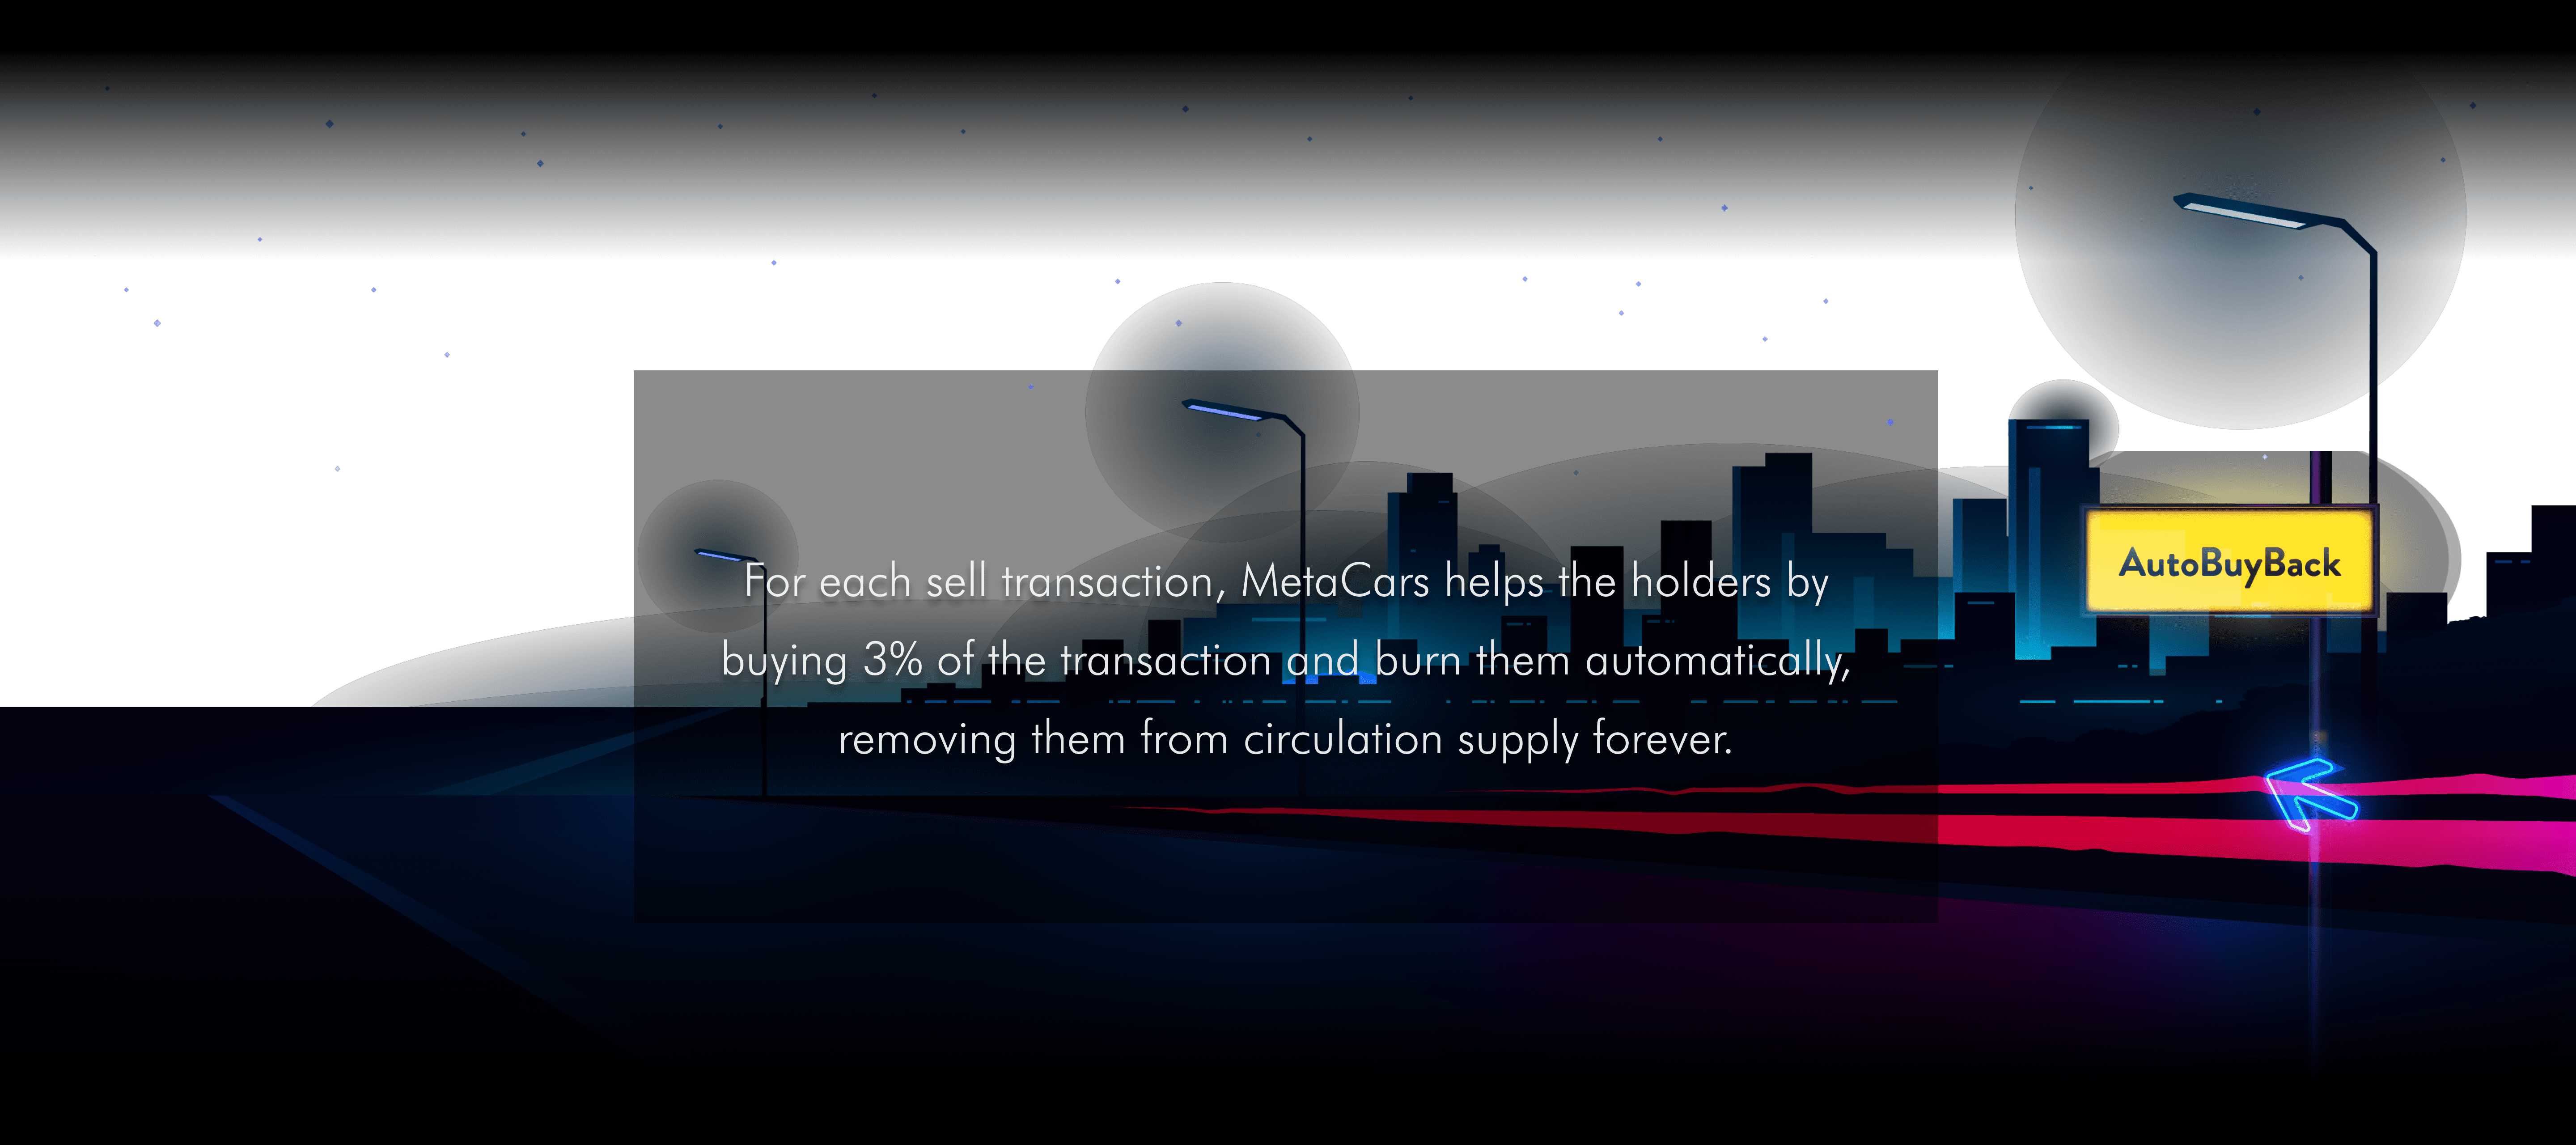 AutoBuyBack
For each sell transaction, MetaCars helps the holders by
buying 3% of the transaction and burn them automatically,
removing them from circulation supply forever.